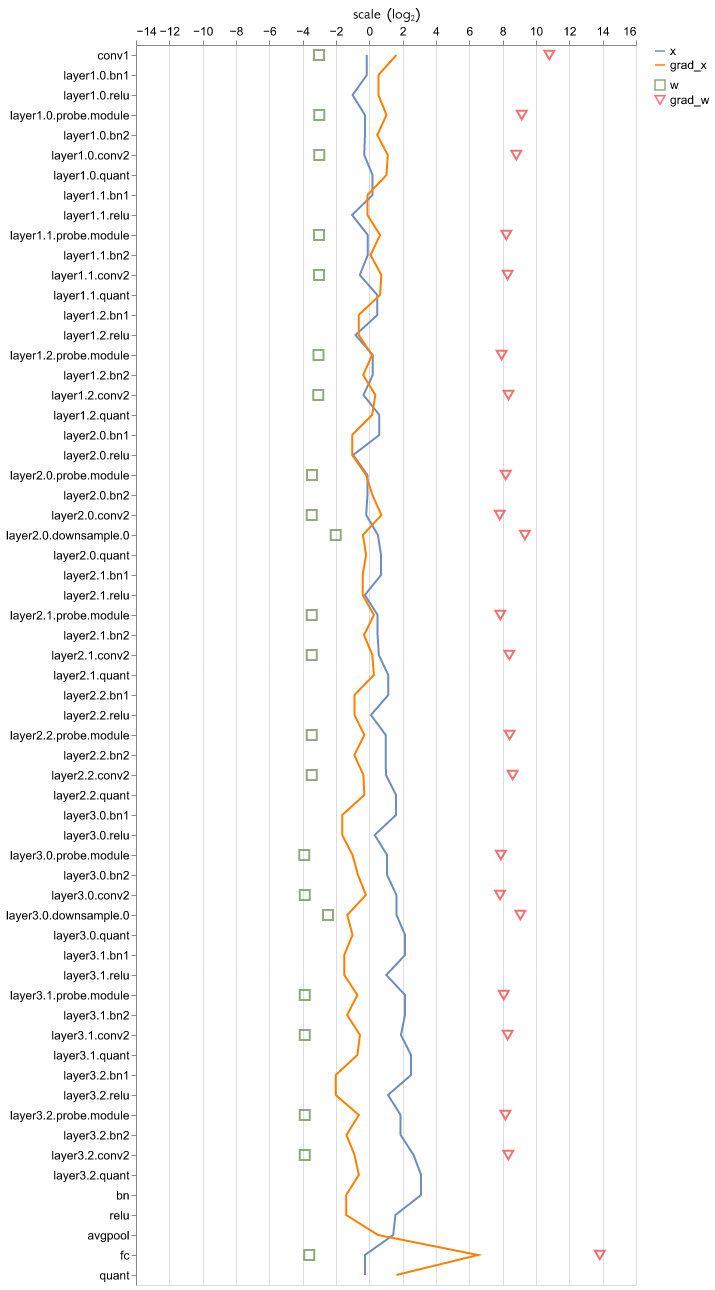 scale (log₂)
−14 −12 −10 −8 −6 −4 −2 0 2 4 6 8 10 12 14 16
x
grad_x
w
grad_w
conv1
layer1.0.bn1
layer1.0.relu
layer1.0.probe.module
layer1.0.bn2
layer1.0.conv2
layer1.0.quant
layer1.1.bn1
layer1.1.relu
layer1.1.probe.module
layer1.1.bn2
layer1.1.conv2
layer1.1.quant
layer1.2.bn1
layer1.2.relu
layer1.2.probe.module
layer1.2.bn2
layer1.2.conv2
layer1.2.quant
layer2.0.bn1
layer2.0.relu
layer2.0.probe.module
layer2.0.bn2
layer2.0.conv2
layer2.0.downsample.0
layer2.0.quant
layer2.1.bn1
layer2.1.relu
layer2.1.probe.module
layer2.1.bn2
layer2.1.conv2
layer2.1.quant
layer2.2.bn1
layer2.2.relu
layer2.2.probe.module
layer2.2.bn2
layer2.2.conv2
layer2.2.quant
layer3.0.bn1
layer3.0.relu
layer3.0.probe.module
layer3.0.bn2
layer3.0.conv2
layer3.0.downsample.0
layer3.0.quant
layer3.1.bn1
layer3.1.relu
layer3.1.probe.module
layer3.1.bn2
layer3.1.conv2
layer3.1.quant
layer3.2.bn1
layer3.2.relu
layer3.2.probe.module
layer3.2.bn2
layer3.2.conv2
layer3.2.quant
bn
relu
avgpool
fc
quant